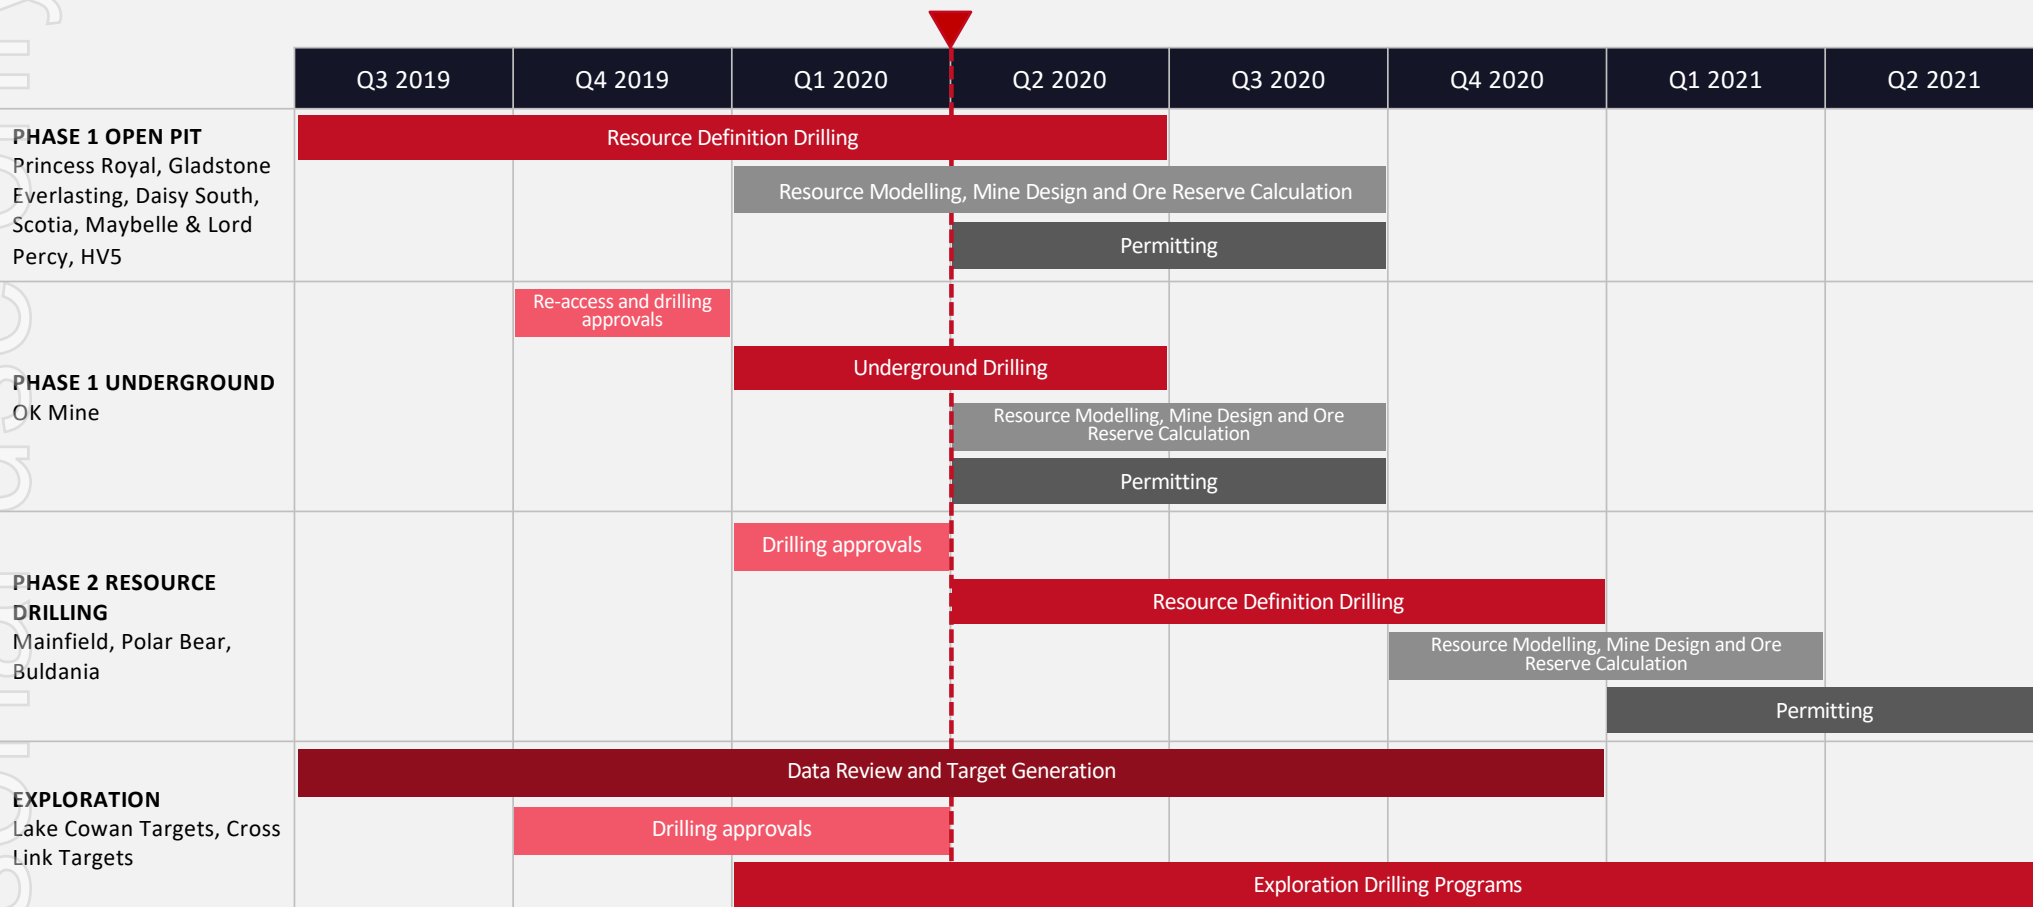 Q3 2019
Q4 2019
Q1 2020
Q2 2020
Q3 2020
Q4 2020
Q1 2021
Q2 2021
PHASE 1 OPEN PIT
Princess Royal, Gladstone
Everlasting, Daisy South,
Scotia, Maybelle & Lord
Percy, HV5
Resource Definition Drilling
Resource Modelling, Mine Design and Ore Reserve Calculation
Permitting
PHASE 1 UNDERGROUND
OK Mine
Re-access and drilling
approvals
Underground Drilling
Resource Modelling, Mine Design and Ore
Reserve Calculation
Permitting
PHASE 2 RESOURCE
DRILLING
Mainfield, Polar Bear,
Buldania
Drilling approvals
Resource Definition Drilling
Resource Modelling, Mine Design and Ore
Reserve Calculation
Permitting
EXPLORATION
Lake Cowan Targets, Cross
Link Targets
Data Review and Target Generation
Drilling approvals
Exploration Drilling Programs